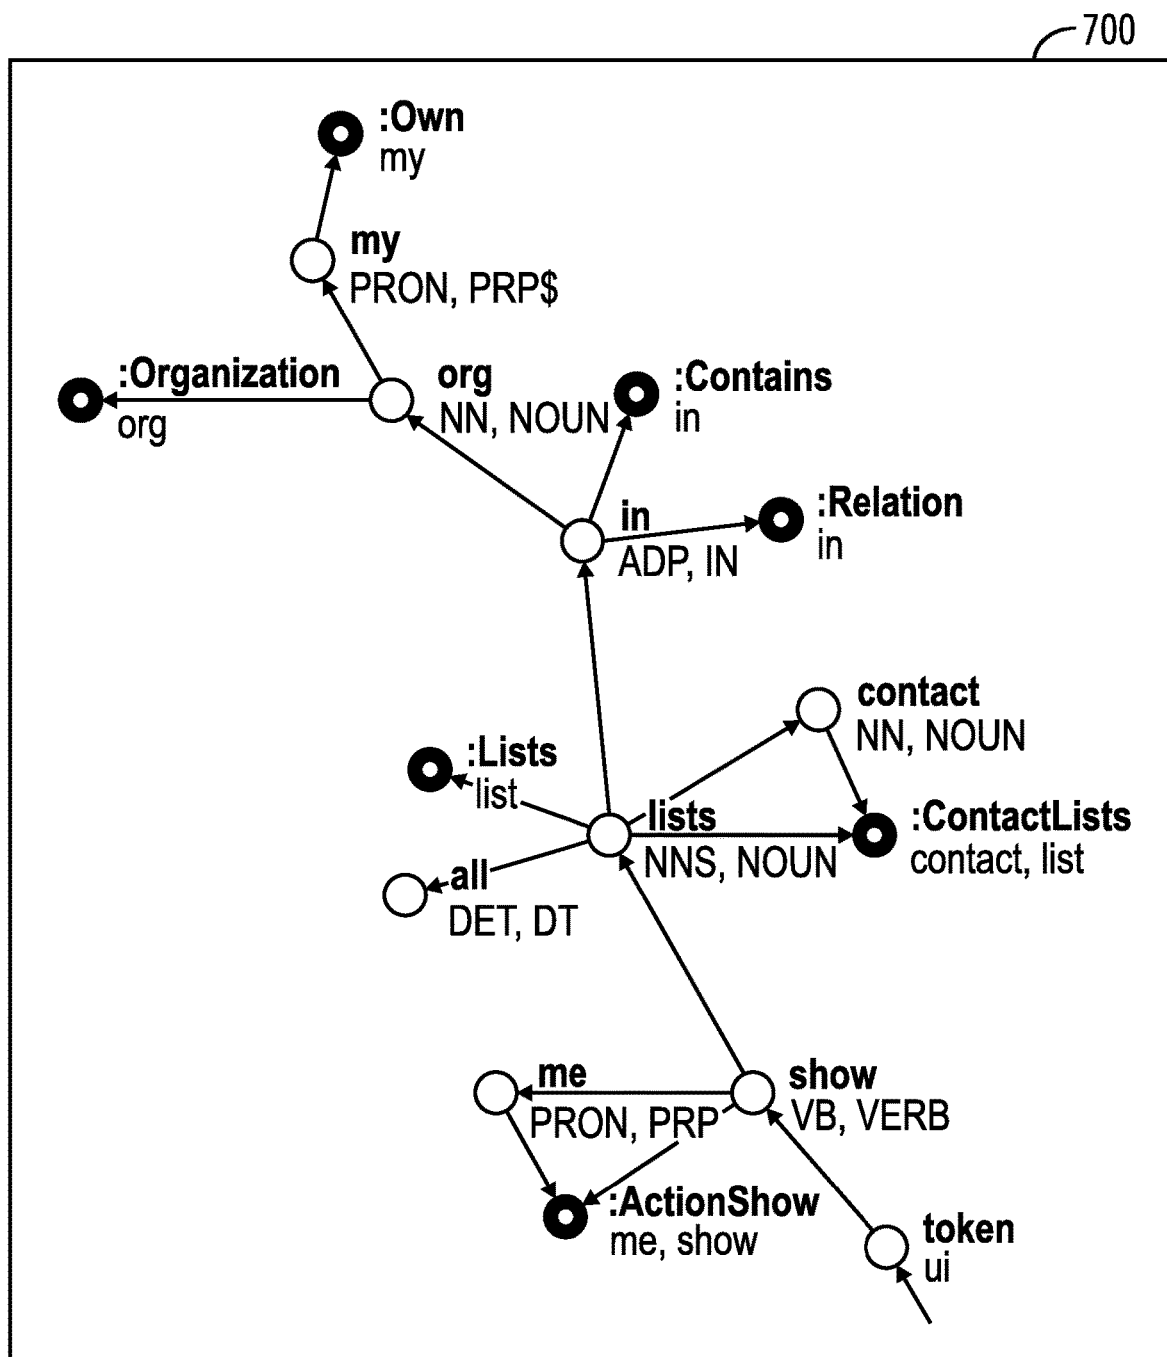 700
:Own
my
my
PRON, PRP$
:Organization
org
org
NN, NOUN
:Contains
in
in
ADP, IN
:Relation
in
contact
NN, NOUN
:Lists
list
lists
NNS, NOUN
:ContactLists
contact, list
all
DET, DT
me
PRON, PRP
show
VB, VERB
:ActionShow
me, show
token
ui